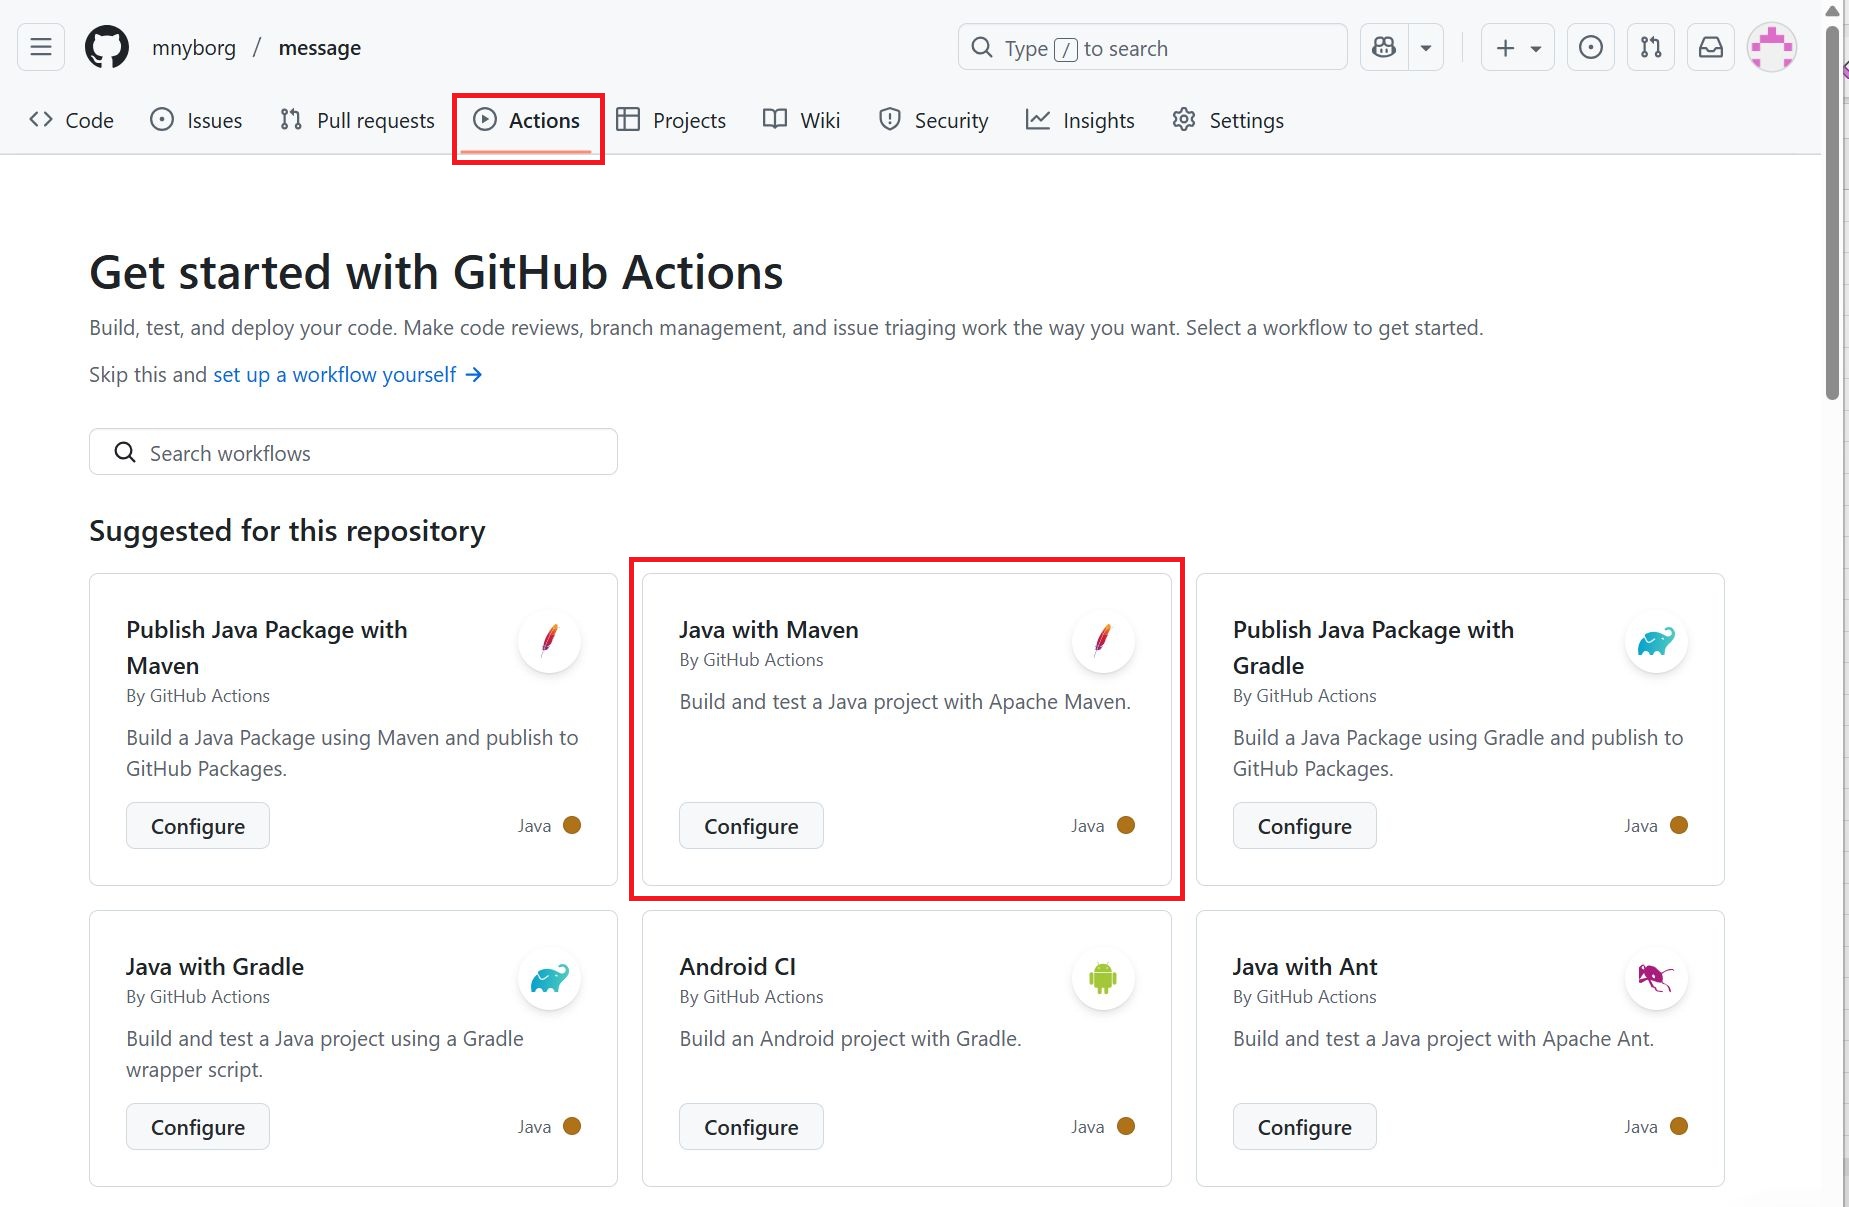 mnyborg / message
Type / to search
Code Issues Pull requests Actions Projects Wiki Security Insights Settings
Get started with GitHub Actions
Build, test, and deploy your code. Make code reviews, branch management, and issue triaging work the way you want. Select a workflow to get started.
Skip this and set up a workflow yourself →
Search workflows
Suggested for this repository
Publish Java Package with
Maven
By GitHub Actions
Build a Java Package using Maven and publish to
GitHub Packages.
Configure
Java
Java with Maven
By GitHub Actions
Build and test a Java project with Apache Maven.
Configure
Java
Publish Java Package with
Gradle
By GitHub Actions
Build a Java Package using Gradle and publish to
GitHub Packages.
Configure
Java
Java with Gradle
By GitHub Actions
Build and test a Java project using a Gradle
wrapper script.
Configure
Java
Android CI
By GitHub Actions
Build an Android project with Gradle.
Configure
Java
Java with Ant
By GitHub Actions
Build and test a Java project with Apache Ant.
Configure
Java